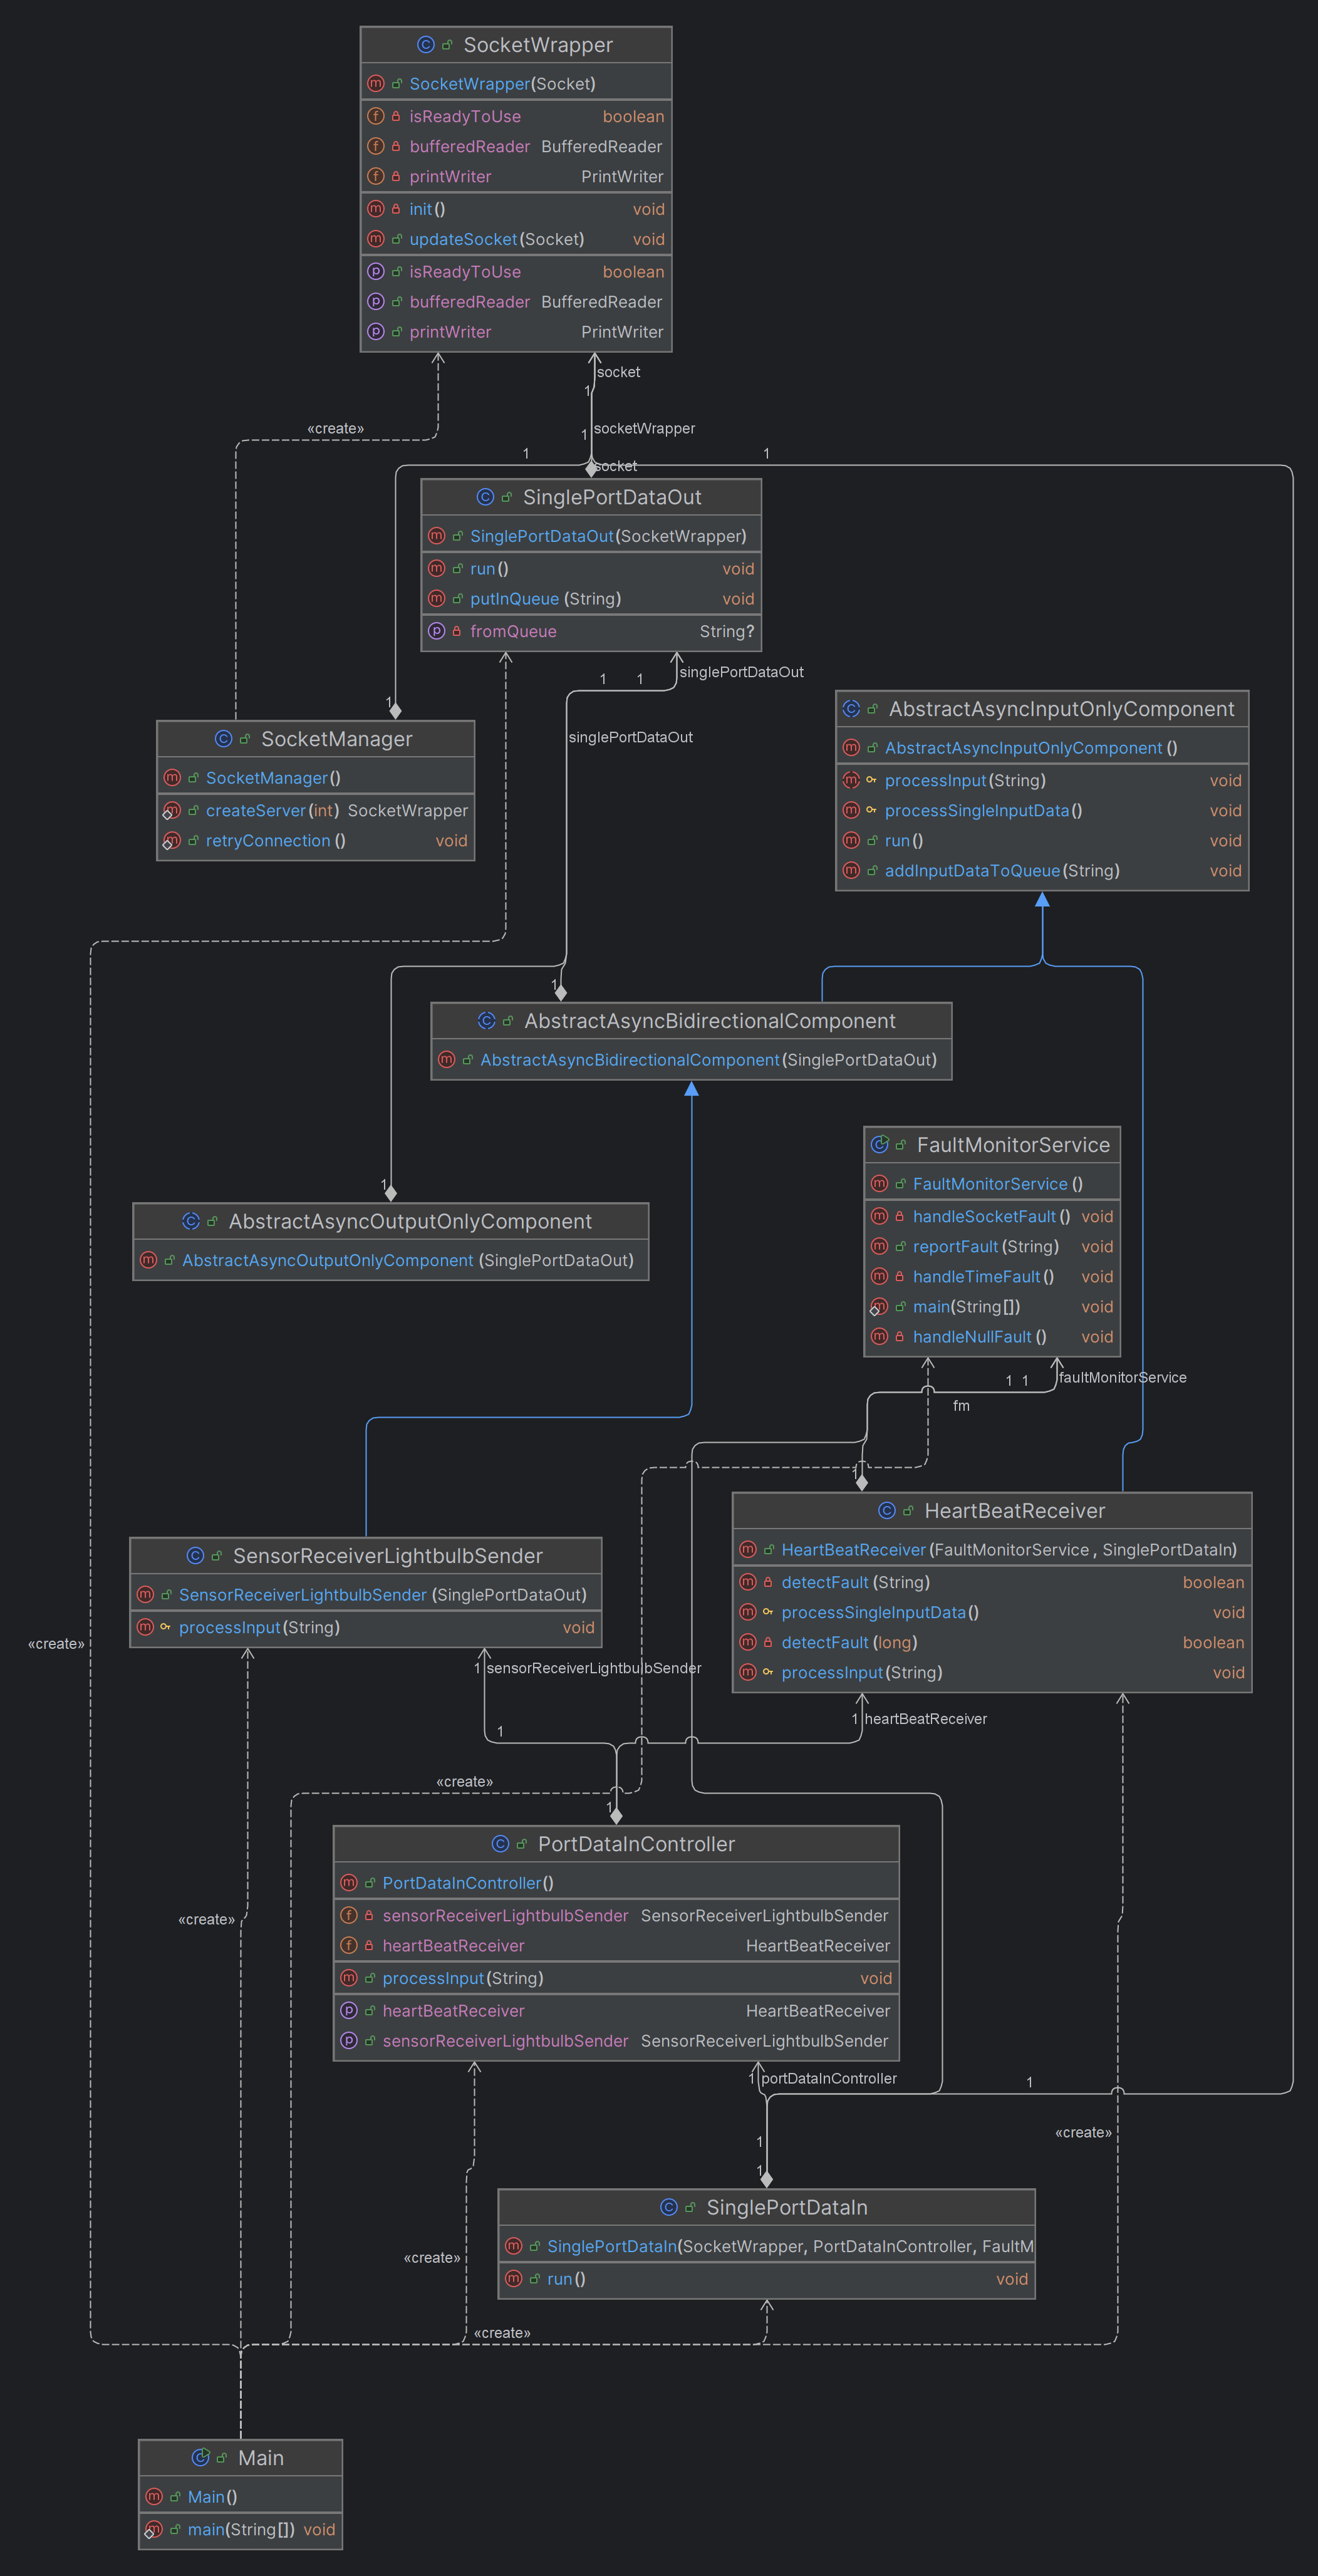 SocketWrapper
SocketWrapper(Socket)
isReadyToUse boolean
bufferedReader BufferedReader
printWriter PrintWriter
init() void
updateSocket(Socket) void
isReadyToUse boolean
bufferedReader BufferedReader
printWriter PrintWriter
socket
1
«create»
socketWrapper
1
1
1
socket
SinglePortDataOut
SinglePortDataOut(SocketWrapper)
run() void
putInQueue(String) void
fromQueue String?
singlePortDataOut
1 1
1
singlePortDataOut
SocketManager
SocketManager()
createServer(int) SocketWrapper
retryConnection() void
AbstractAsyncInputOnlyComponent
AbstractAsyncInputOnlyComponent()
processInput(String) void
processSingleInputData() void
run() void
addInputDataToQueue(String) void
1
AbstractAsyncBidirectionalComponent
AbstractAsyncBidirectionalComponent(SinglePortDataOut)
1
AbstractAsyncOutputOnlyComponent
AbstractAsyncOutputOnlyComponent(SinglePortDataOut)
FaultMonitorService
FaultMonitorService()
handleSocketFault() void
reportFault(String) void
handleTimeFault() void
main(String[]) void
handleNullFault() void
1 1
faultMonitorService
fm
1
HeartBeatReceiver
HeartBeatReceiver(FaultMonitorService, SinglePortDataIn)
detectFault(String) boolean
processSingleInputData() void
detectFault(long) boolean
processInput(String) void
SensorReceiverLightbulbSender
SensorReceiverLightbulbSender(SinglePortDataOut)
processInput(String) void
«create»
1 sensorReceiverLightbulbSender
1 heartBeatReceiver
1
«create»
1
PortDataInController
PortDataInController()
sensorReceiverLightbulbSender SensorReceiverLightbulbSender
heartBeatReceiver HeartBeatReceiver
processInput(String) void
heartBeatReceiver HeartBeatReceiver
sensorReceiverLightbulbSender SensorReceiverLightbulbSender
«create»
1 portDataInController
1
«create»
1
1
SinglePortDataIn
SinglePortDataIn(SocketWrapper, PortDataInController, FaultM
run() void
«create»
«create»
Main
Main()
main(String[]) void